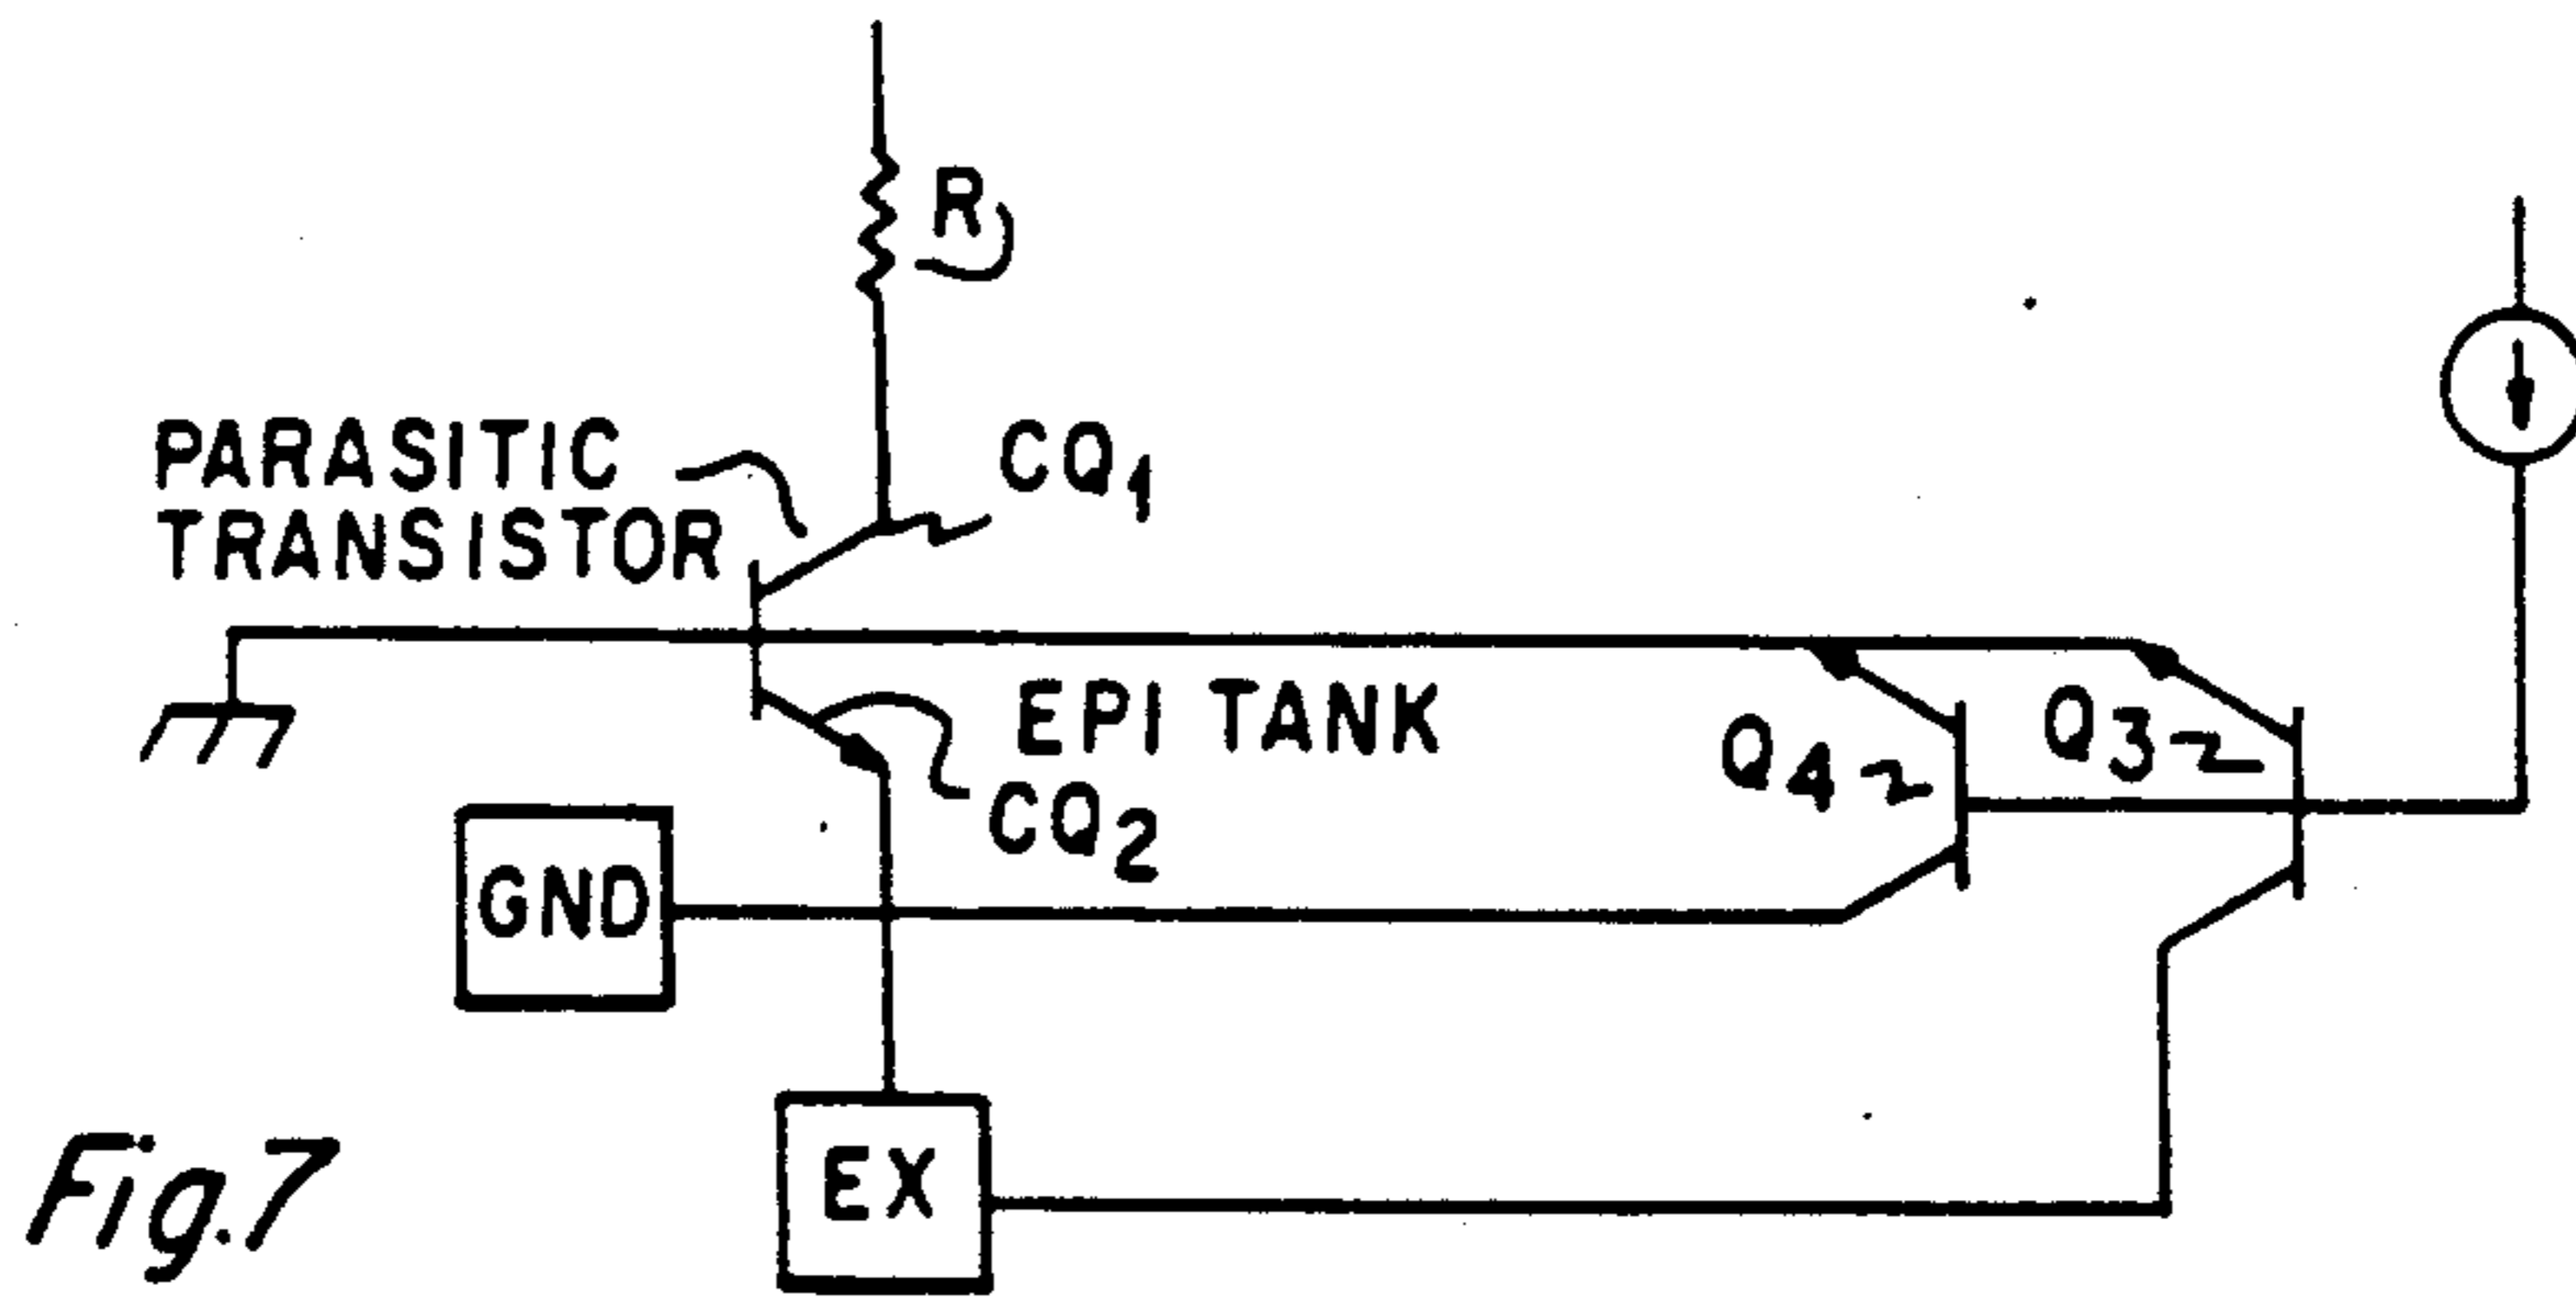 R
PARASITIC
TRANSISTOR
CQ1
EPI TANK
CQ2
Q4
Q3
GND
EX
Fig.7